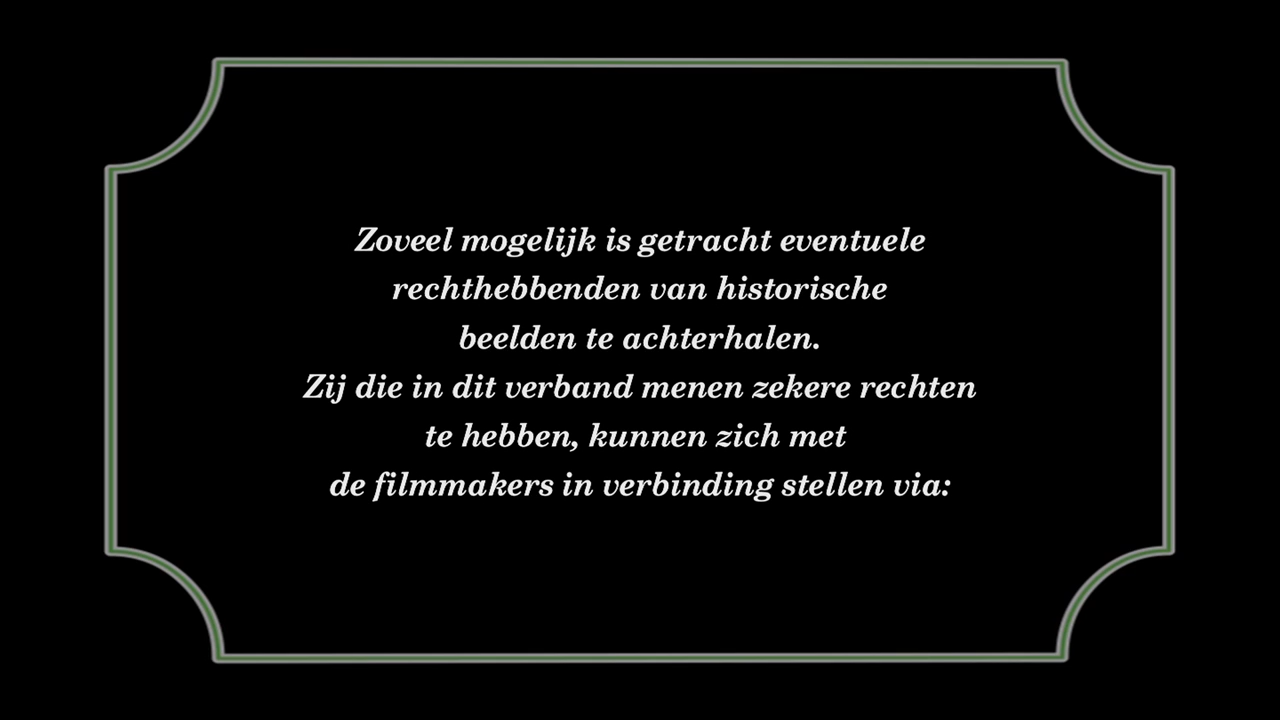 Zoveel mogelijk is getracht eventuele
rechthebbenden van historische
beelden te achterhalen.
Zij die in dit verband menen zekere rechten
te hebben, kunnen zich met
de filmmakers in verbinding stellen via: